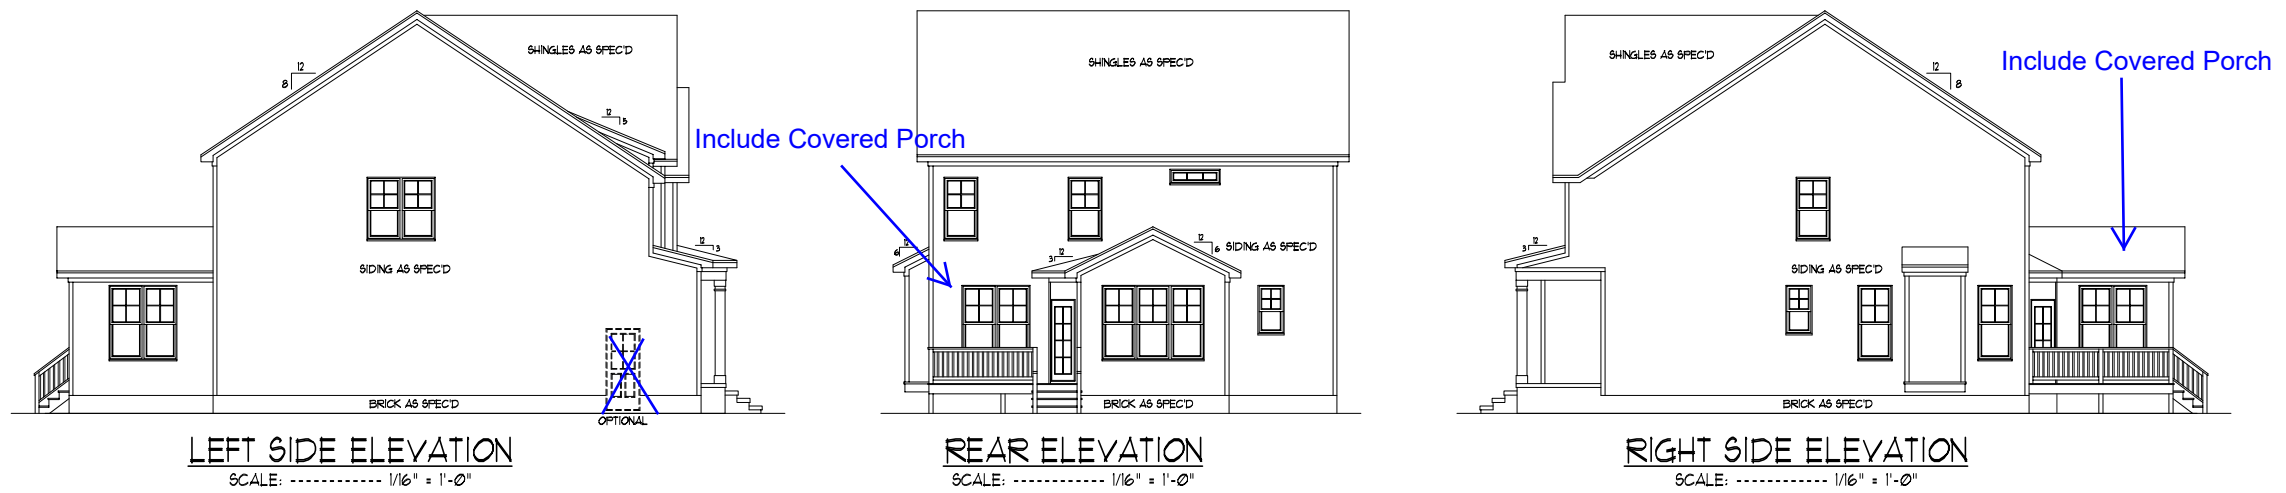 SHINGLES AS SPEC'D
12
8
12
5
12
3
SIDING AS SPEC'D
BRICK AS SPEC'D
OPTIONAL
LEFT SIDE ELEVATION
SCALE: ------------ 1/16" = 1'-0"
Include Covered Porch
SHINGLES AS SPEC'D
12
6
12
3
12
6
SIDING AS SPEC'D
BRICK AS SPEC'D
REAR ELEVATION
SCALE: ------------ 1/16" = 1'-0"
Include Covered Porch
SHINGLES AS SPEC'D
12
8
12
3
SIDING AS SPEC'D
BRICK AS SPEC'D
RIGHT SIDE ELEVATION
SCALE: ------------ 1/16" = 1'-0"